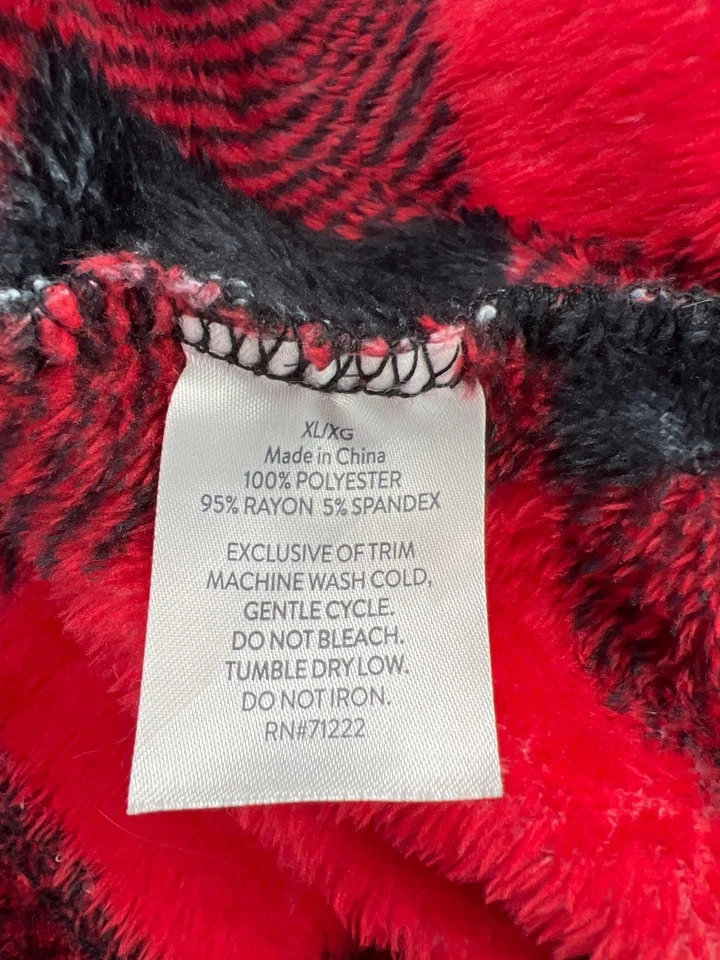 XL/XG
Made in China
100% POLYESTER
95% RAYON 5% SPANDEX
EXCLUSIVE OF TRIM
MACHINE WASH COLD,
GENTLE CYCLE.
DO NOT BLEACH.
TUMBLE DRY LOW.
DO NOT IRON.
RN#71222